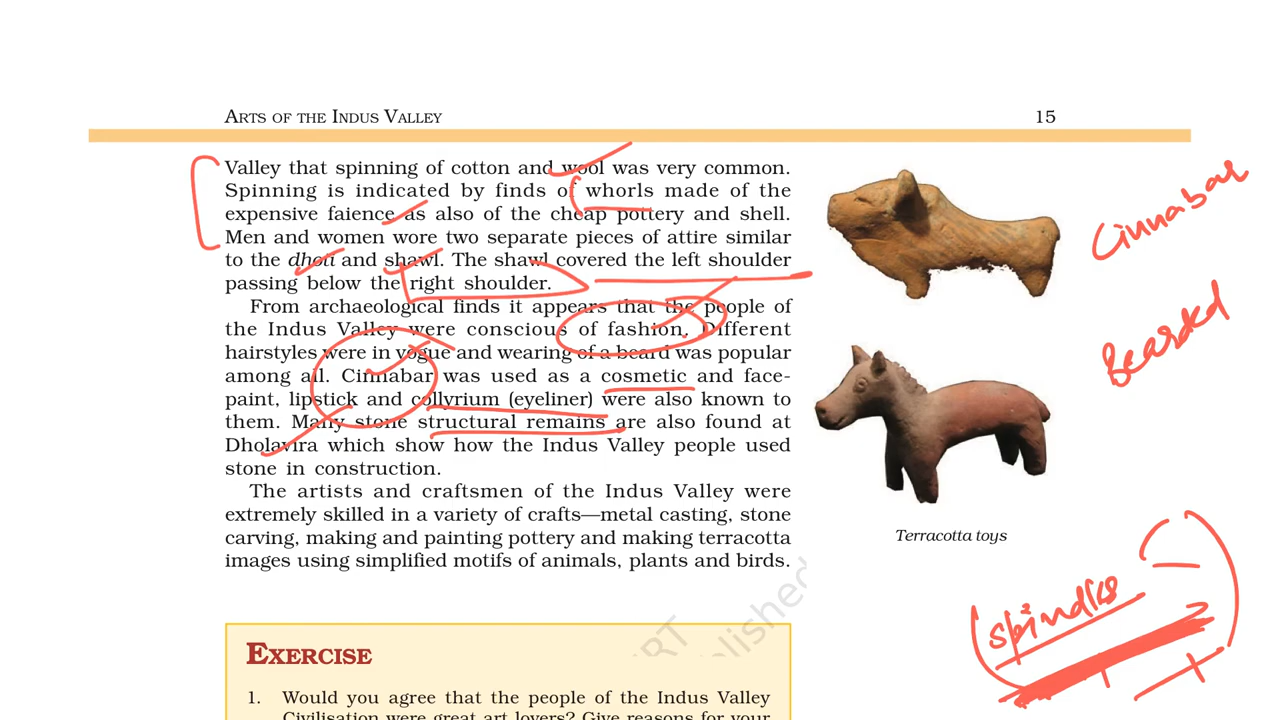 ARTS OF THE INDUS VALLEY 15
Valley that spinning of cotton and wool was very common.
Spinning is indicated by finds of whorls made of the
expensive faience as also of the cheap pottery and shell.
Men and women wore two separate pieces of attire similar
to the dhoti and shawl. The shawl covered the left shoulder
passing below the right shoulder.
From archaeological finds it appears that the people of
the Indus Valley were conscious of fashion. Different
hairstyles were in vogue and wearing of a beard was popular
among all. Cinnabar was used as a cosmetic and face-
paint, lipstick and collyrium (eyeliner) were also known to
them. Many stone structural remains are also found at
Dholavira which show how the Indus Valley people used
stone in construction.
The artists and craftsmen of the Indus Valley were
extremely skilled in a variety of crafts—metal casting, stone
carving, making and painting pottery and making terracotta
images using simplified motifs of animals, plants and birds.
Cinnabar
Bearded
Terracotta toys
spindles
EXERCISE
1. Would you agree that the people of the Indus Valley
Civilisation were great art lovers? Give reasons for your